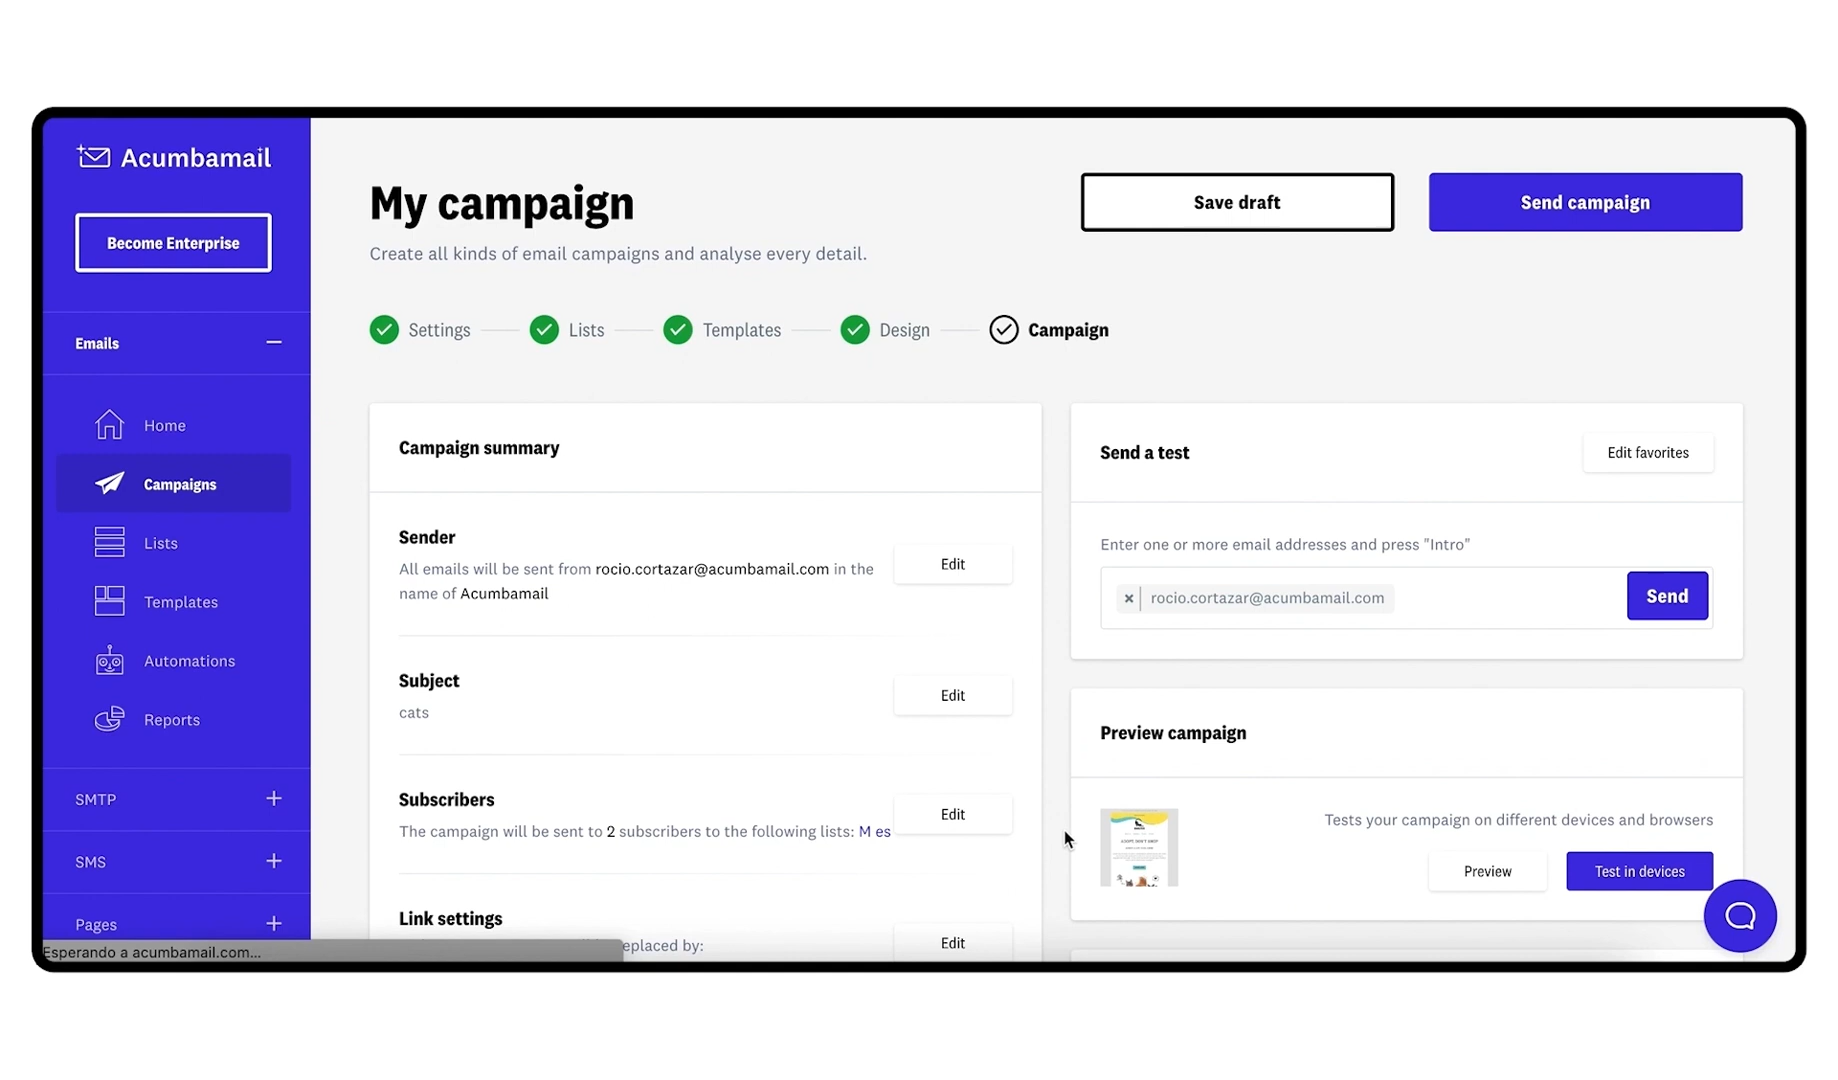 Acumbamail
Become Enterprise
Emails
Home
Campaigns
Lists
Templates
Automations
Reports
SMTP
SMS
Pages
Esperando a acumbamail.com...
My campaign
Create all kinds of email campaigns and analyse every detail.
Save draft
Send campaign
Settings
Lists
Templates
Design
Campaign
Campaign summary
Sender
All emails will be sent from rocio.cortazar@acumbamail.com in the
name of Acumbamail
Edit
Subject
cats
Edit
Subscribers
The campaign will be sent to 2 subscribers to the following lists: M es
Edit
Link settings
eplaced by:
Edit
Send a test
Edit favorites
Enter one or more email addresses and press "Intro"
× rocio.cortazar@acumbamail.com
Send
Preview campaign
Tests your campaign on different devices and browsers
Preview
Test in devices